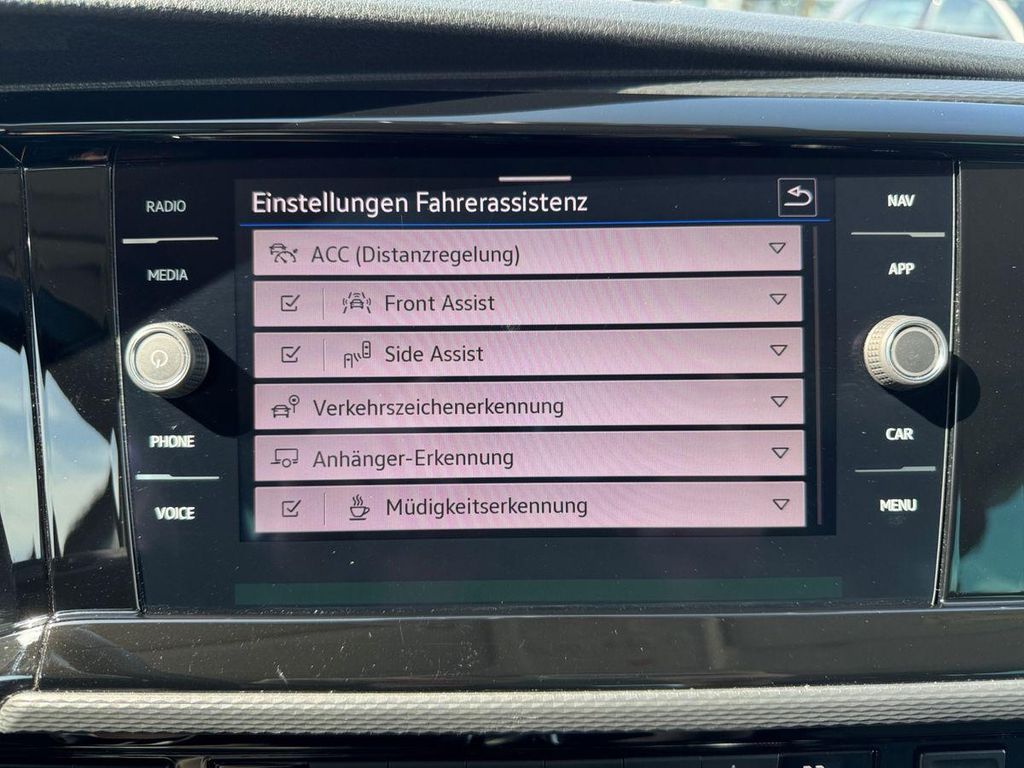 Einstellungen Fahrerassistenz
RADIO
MEDIA
PHONE
VOICE
ACC (Distanzregelung)
Front Assist
Side Assist
Verkehrszeichenerkennung
Anhänger-Erkennung
Müdigkeitserkennung
NAV
APP
CAR
MENU